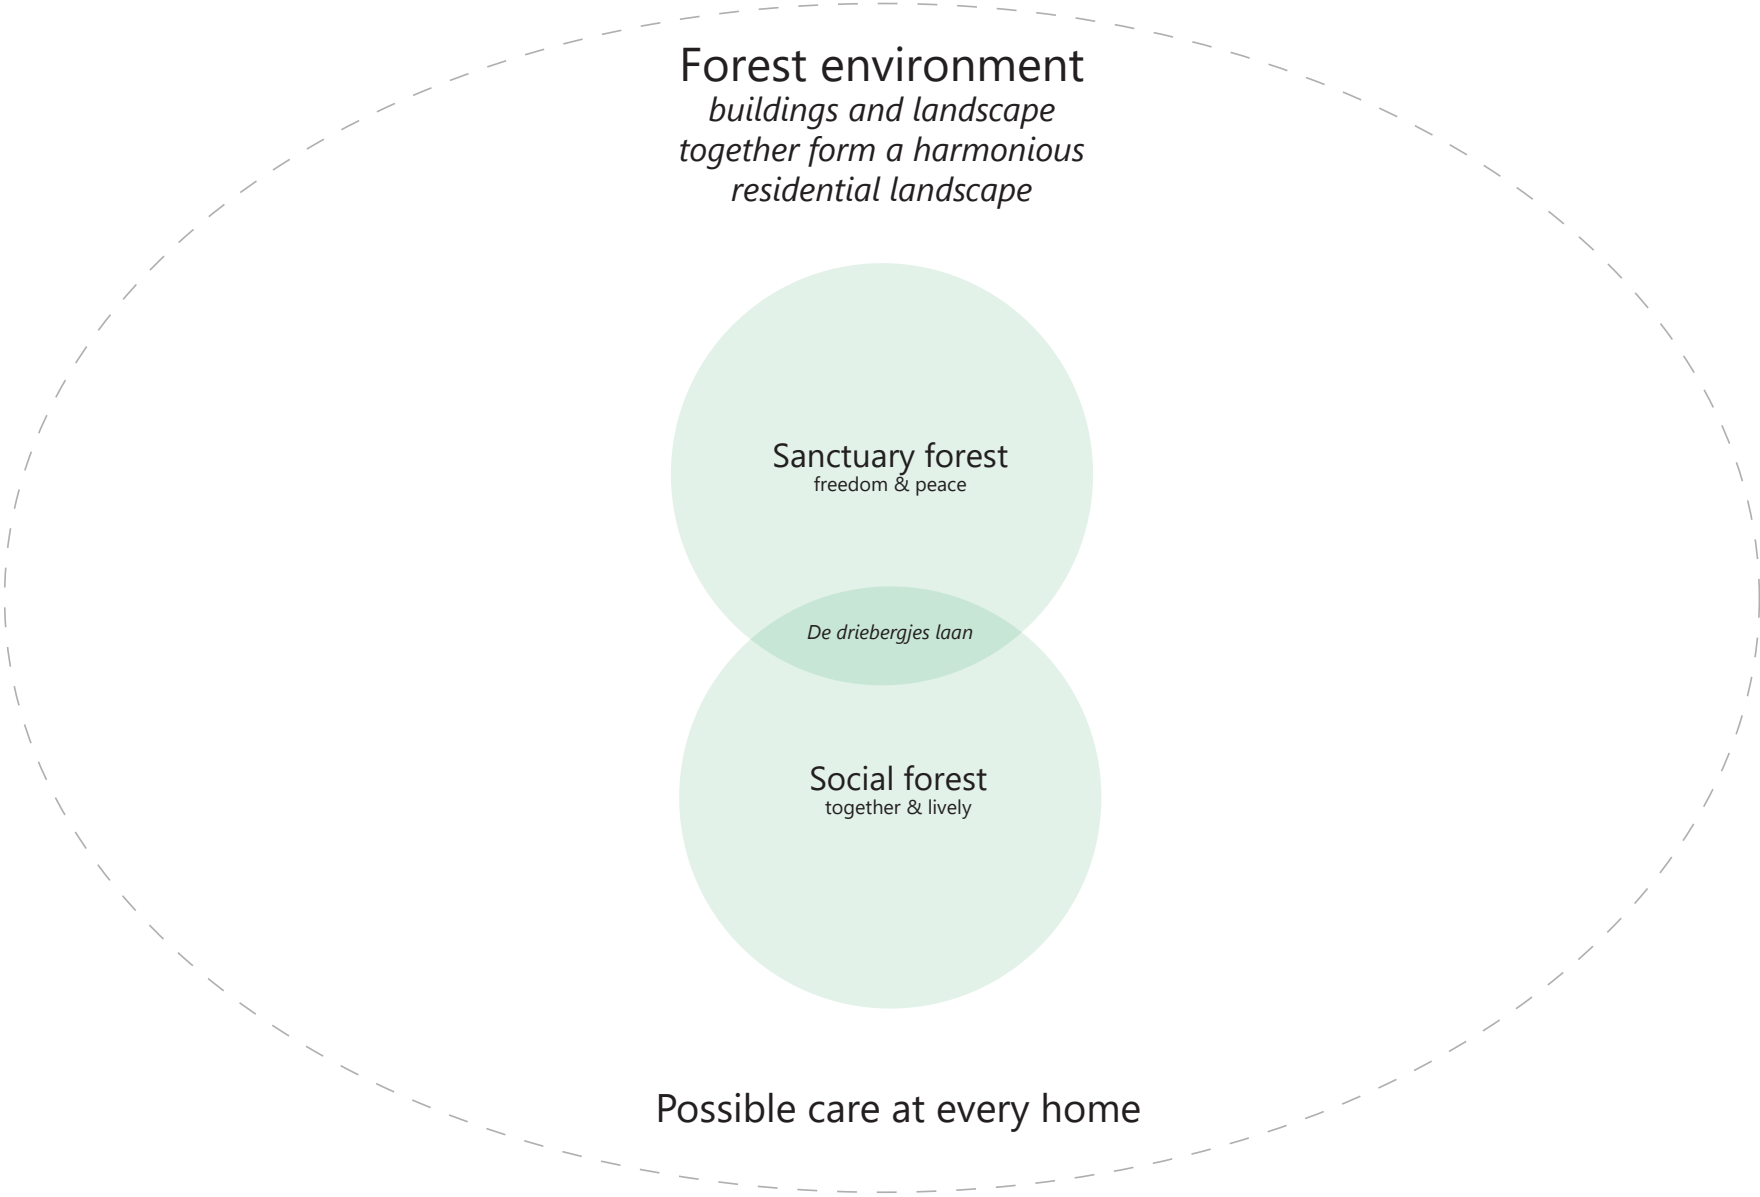 Forest environment
buildings and landscape
together form a harmonious
residential landscape
Sanctuary forest
freedom & peace
De driebergjes laan
Social forest
together & lively
Possible care at every home